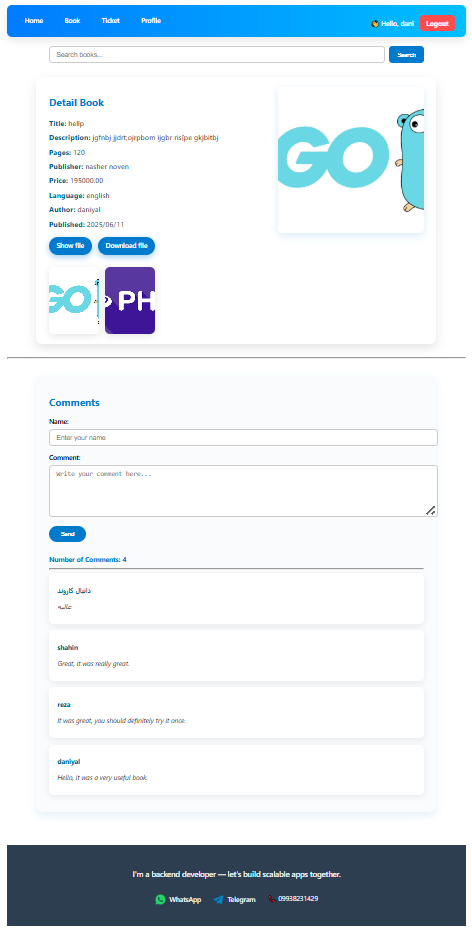 Home Book Ticket Profile Hello, dani Logout
Search books... Search
Detail Book
Title: hellp
Description: jgfnbj jjdrt;ojrpbom ijgbr ris[pe gkjbitbj
Pages: 120
Publisher: nasher noven
Price: 195000.00
Language: english
Author: daniyal
Published: 2025/06/11
Show file Download file
GO
GO PH
Comments
Name:
Enter your name
Comment:
Write your comment here...
Send
Number of Comments: 4
دانیال کاروند
عالیه
shahin
Great, it was really great.
reza
It was great, you should definitely try it once.
daniyal
Hello, it was a very useful book.
I'm a backend developer — let's build scalable apps together.
WhatsApp Telegram 09938231429